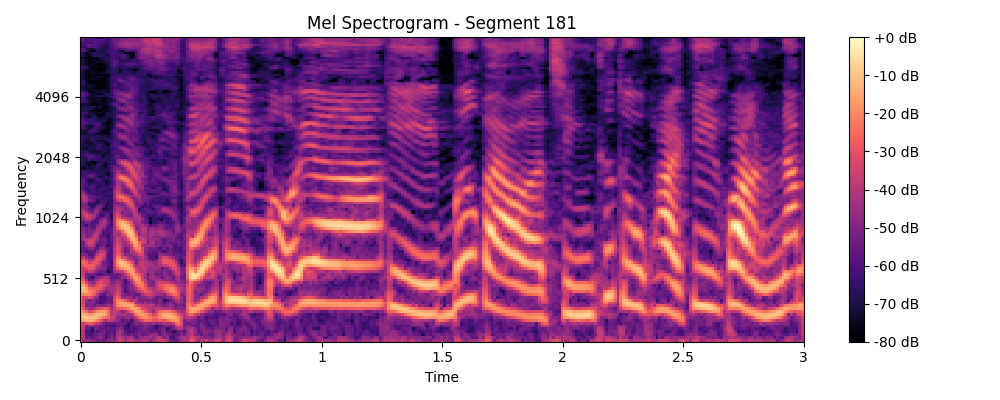 Mel Spectrogram - Segment 181
+0 dB
-10 dB
-20 dB
-30 dB
-40 dB
-50 dB
-60 dB
-70 dB
-80 dB
Frequency
4096
2048
1024
512
0
0
0.5
1
1.5
2
2.5
3
Time